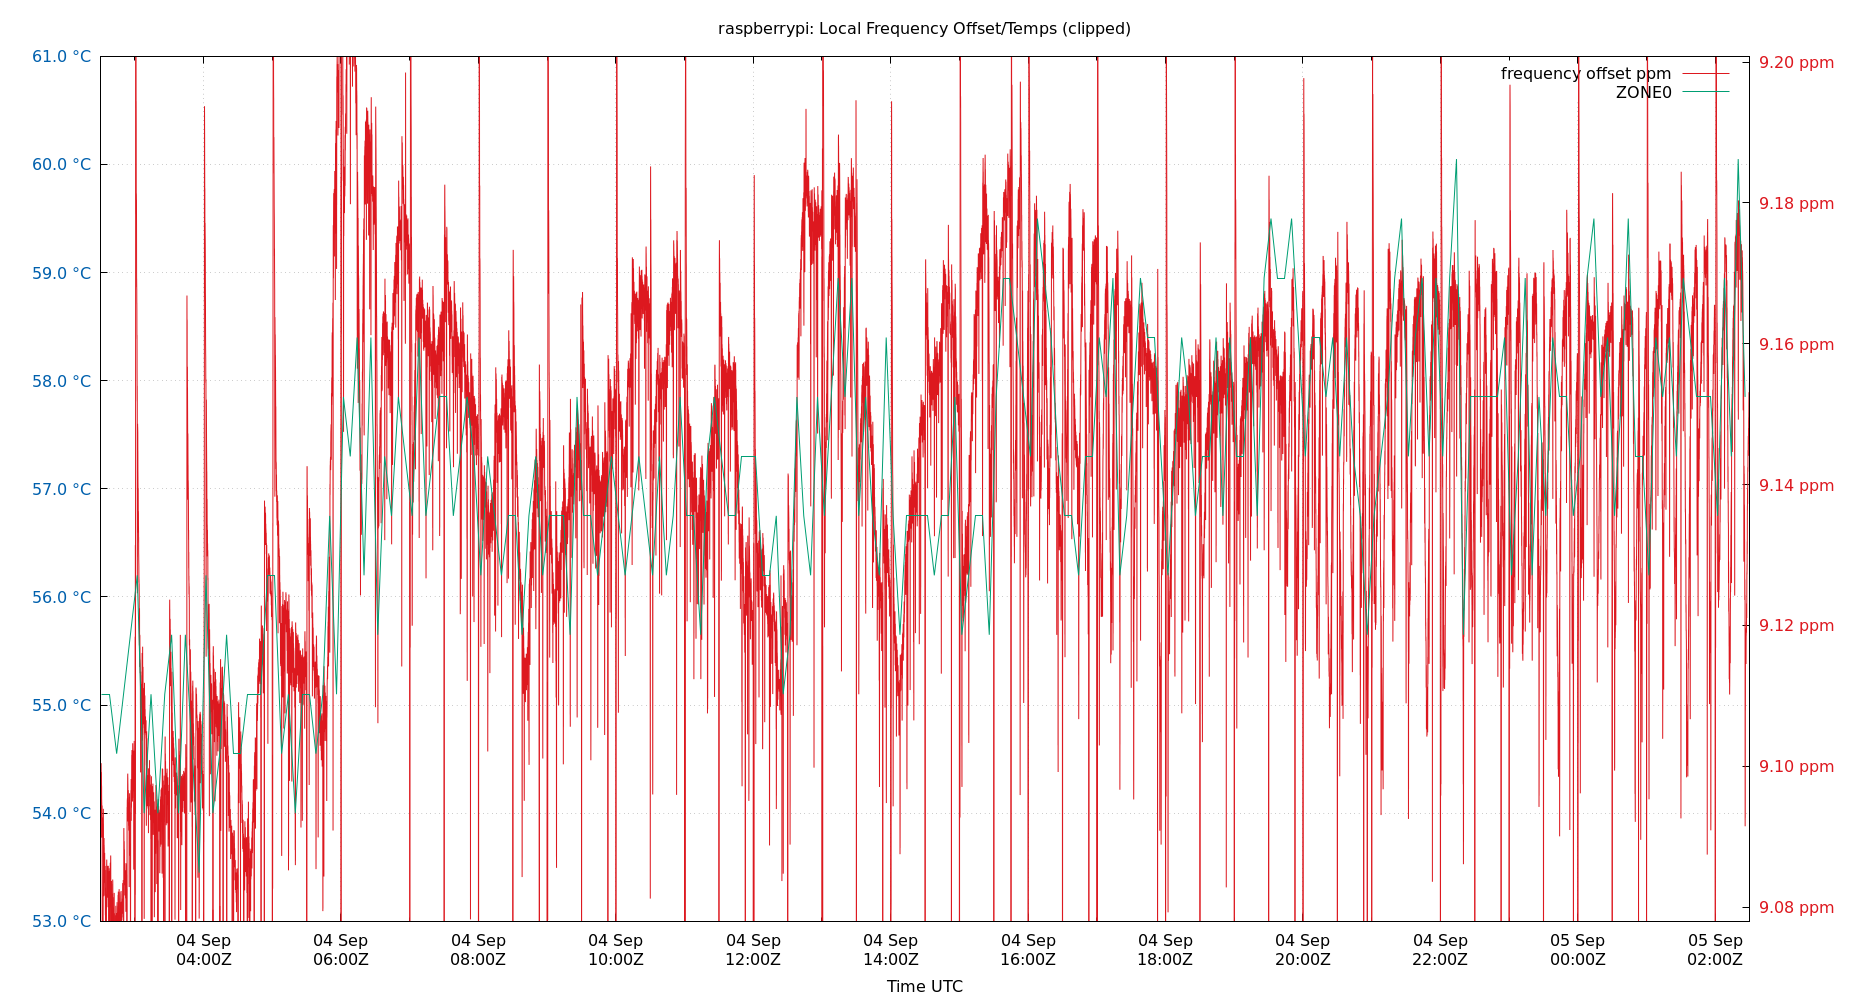 raspberrypi: Local Frequency Offset/Temps (clipped)
61.0 °C
60.0 °C
59.0 °C
58.0 °C
57.0 °C
56.0 °C
55.0 °C
54.0 °C
53.0 °C
frequency offset ppm
ZONE0
9.20 ppm
9.18 ppm
9.16 ppm
9.14 ppm
9.12 ppm
9.10 ppm
9.08 ppm
04 Sep 04 Sep 04 Sep 04 Sep 04 Sep 04 Sep 04 Sep 04 Sep 04 Sep 04 Sep 05 Sep 05 Sep
04:00Z 06:00Z 08:00Z 10:00Z 12:00Z 14:00Z 16:00Z 18:00Z 20:00Z 22:00Z 00:00Z 02:00Z
Time UTC